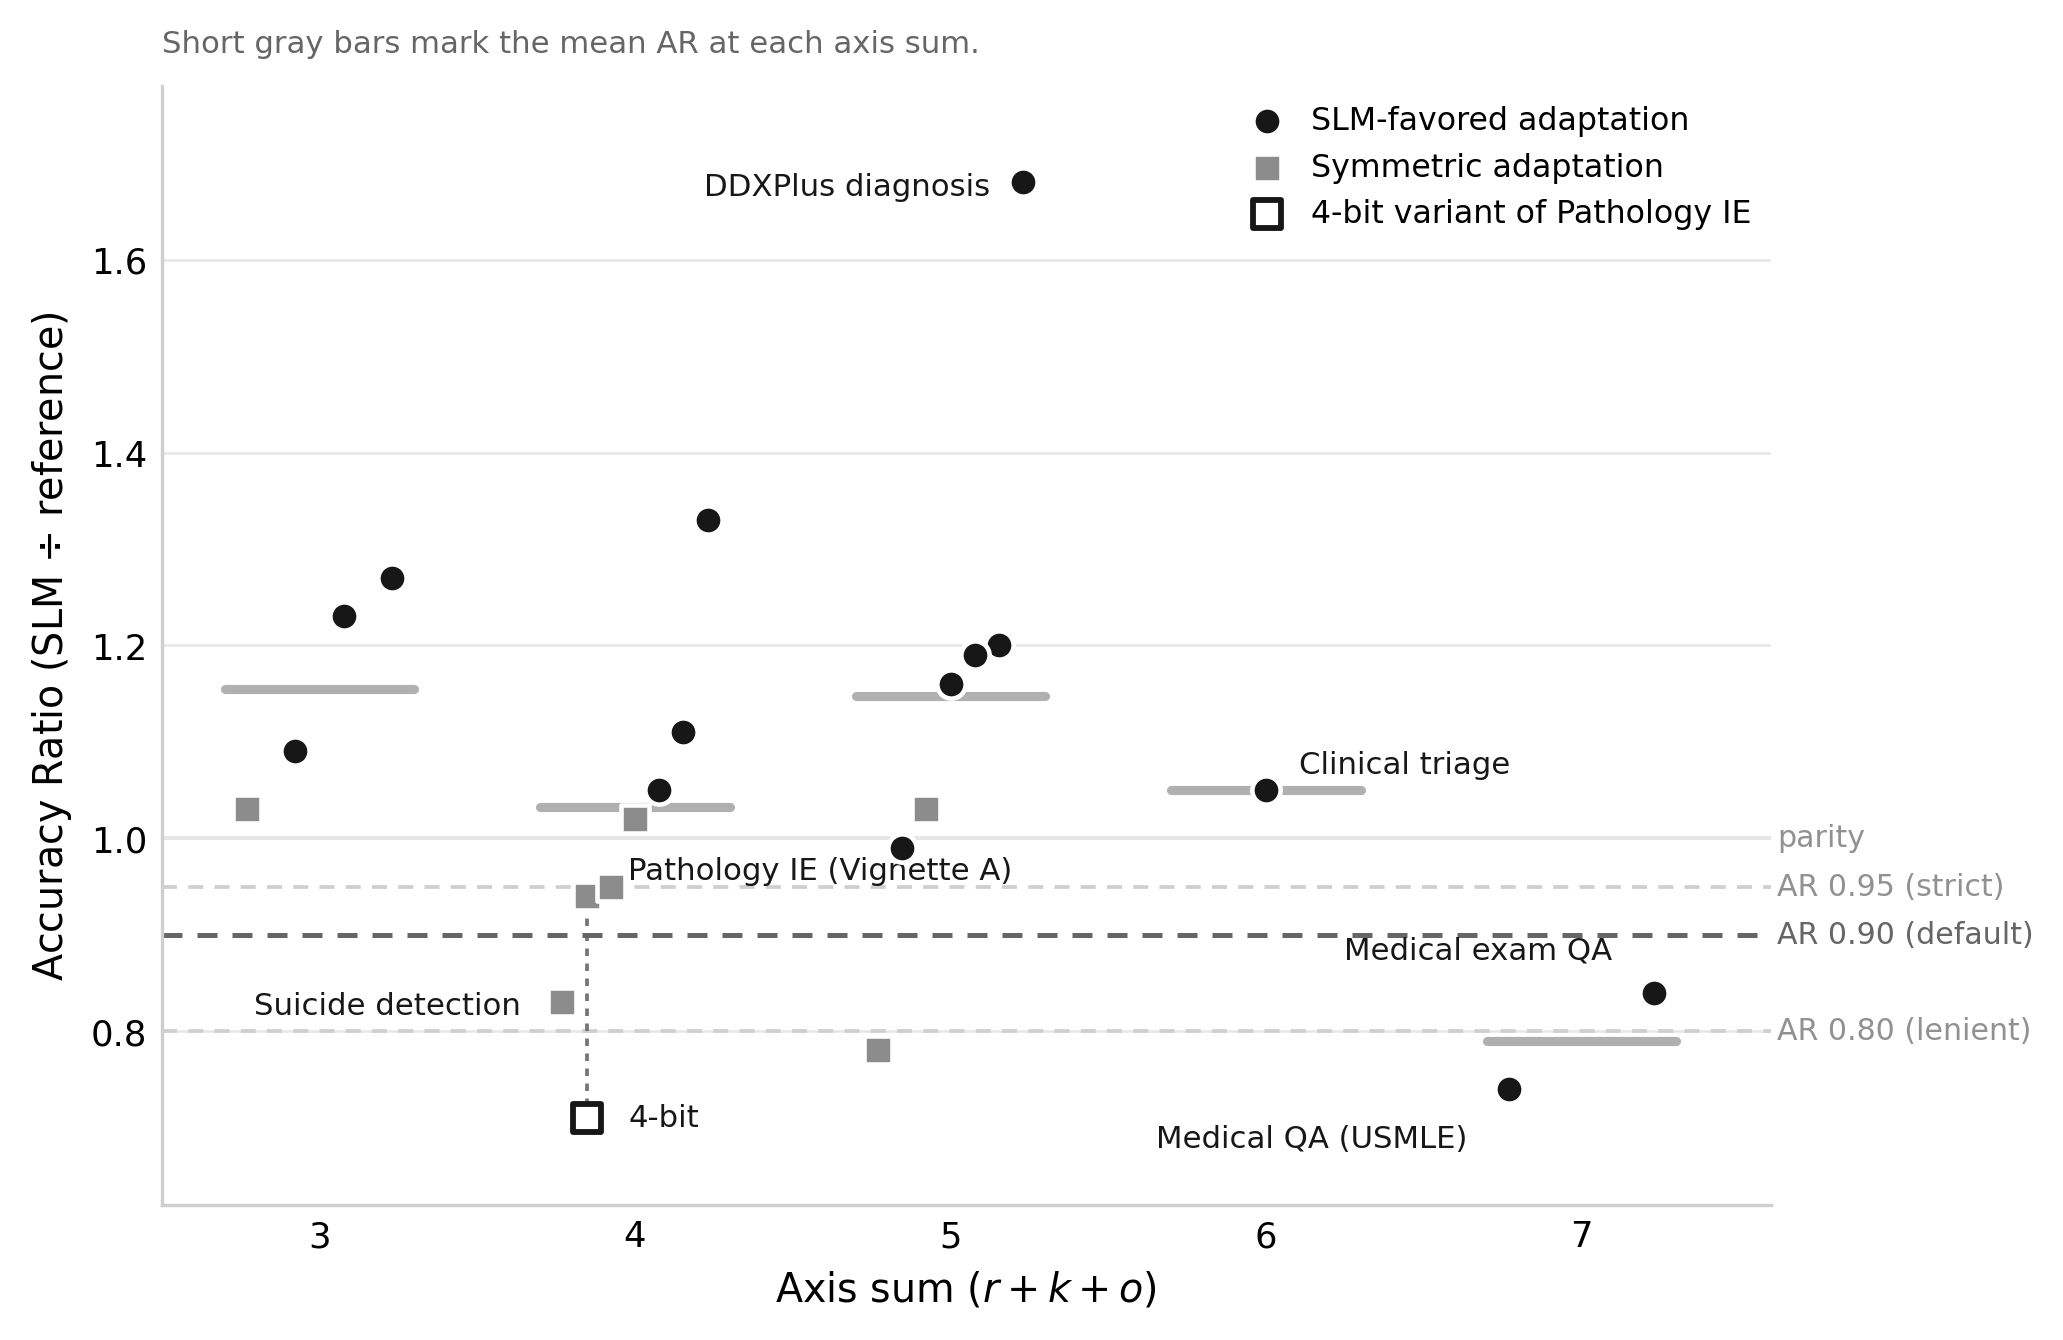 Short gray bars mark the mean AR at each axis sum.
SLM-favored adaptation
Symmetric adaptation
4-bit variant of Pathology IE
DDXPlus diagnosis
Clinical triage
Pathology IE (Vignette A)
Medical exam QA
Suicide detection
4-bit
Medical QA (USMLE)
parity
AR 0.95 (strict)
AR 0.90 (default)
AR 0.80 (lenient)
Accuracy Ratio (SLM ÷ reference)
1.6
1.4
1.2
1.0
0.8
3 4 5 6 7
Axis sum (r + k + o)